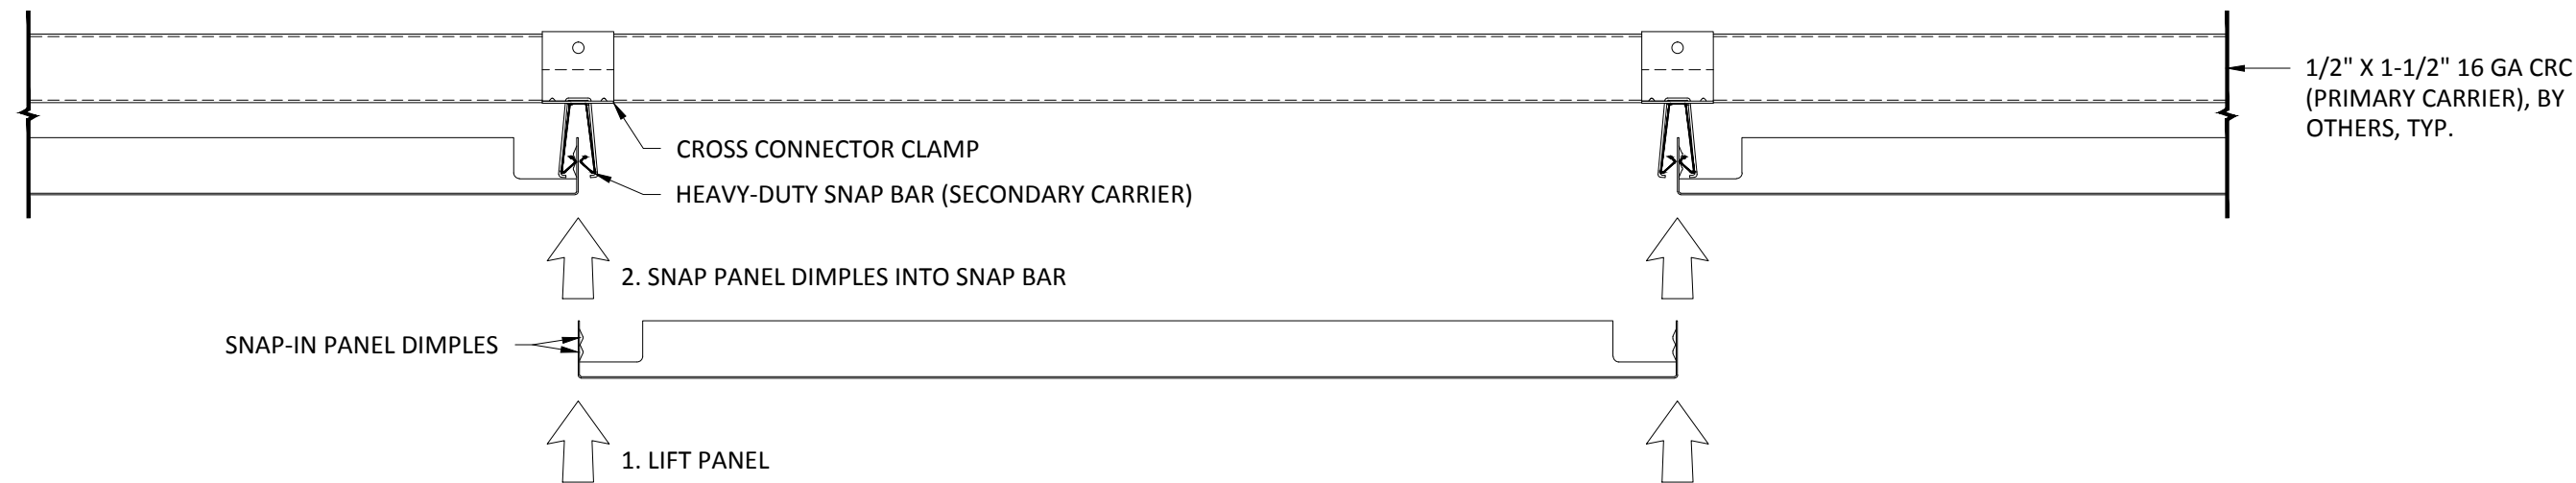 1/2" X 1-1/2" 16 GA CRC
(PRIMARY CARRIER), BY
OTHERS, TYP.
CROSS CONNECTOR CLAMP
HEAVY-DUTY SNAP BAR (SECONDARY CARRIER)
2. SNAP PANEL DIMPLES INTO SNAP BAR
SNAP-IN PANEL DIMPLES
1. LIFT PANEL